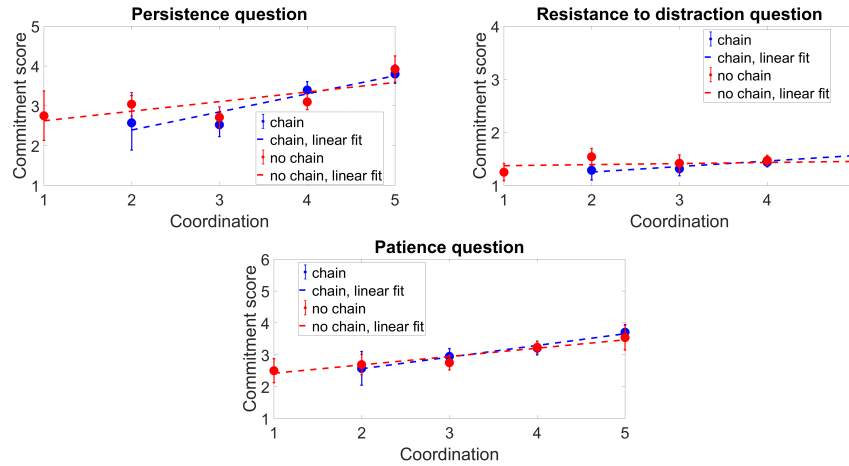 Persistence question
5
4
3
2
1
Commitment score
chain
chain, linear fit
no chain
no chain, linear fit
1 2 3 4 5
Coordination
Resistance to distraction question
4
2
1
Commitment score
chain
chain, linear fit
no chain
no chain, linear fit
1 2 3 4
Coordination
Patience question
6
5
4
3
2
1
Commitment score
chain
chain, linear fit
no chain
no chain, linear fit
1 2 3 4 5
Coordination